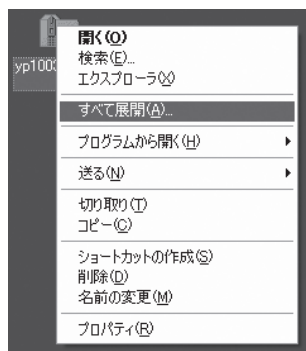 yp100
開く(O)
検索(E)...
エクスプローラ(X)
すべて展開(A)...
プログラムから開く(H)
送る(N)
切り取り(T)
コピー(C)
ショートカットの作成(S)
削除(D)
名前の変更(M)
プロパティ(R)